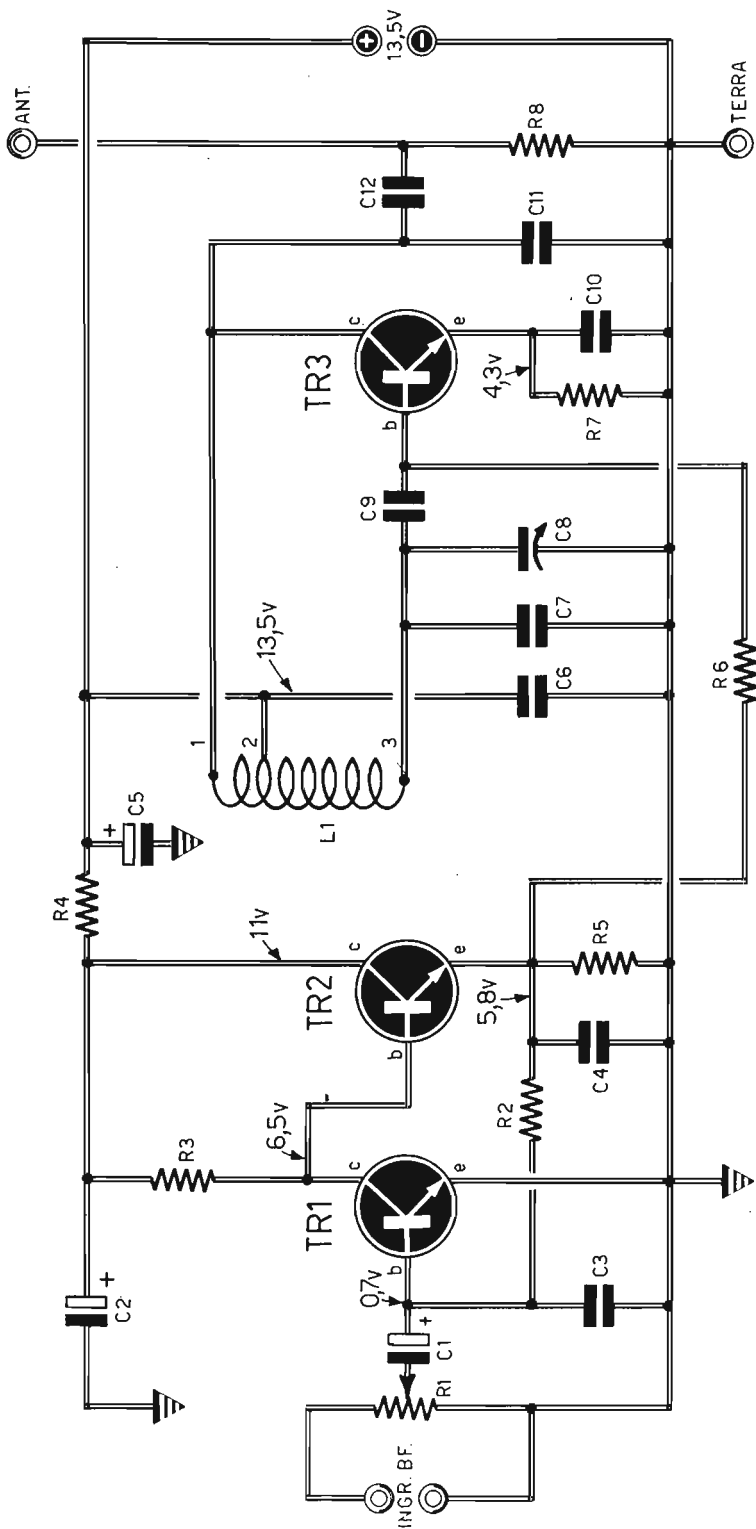 ANT.
13,5V
TERRA
R8
C12
C11
C10
c
e
b
TR3
4,3v
R7
C9
C8
C7
C6
13,5v
R6
1
2
3
L1
+
C5
R4
11v
c
e
b
TR2
5,8v
R5
C4
R2
6,5v
R3
c
e
b
TR1
0,7v
C3
+
C2
+
C1
R1
INGR. BF.